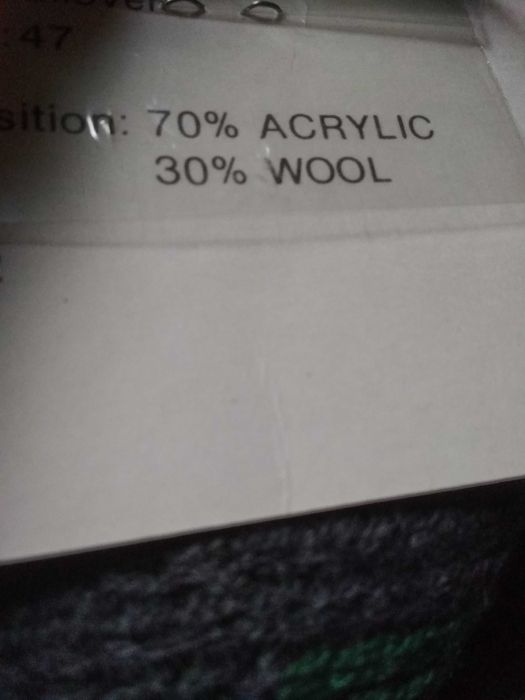 : 47
sition: 70% ACRYLIC
30% WOOL